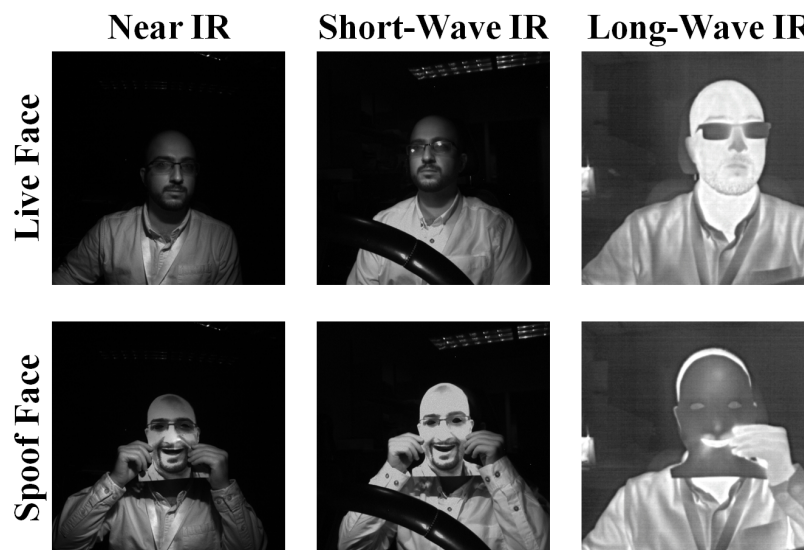 Near IR
Short-Wave IR
Long-Wave IR
Live Face
Spoof Face